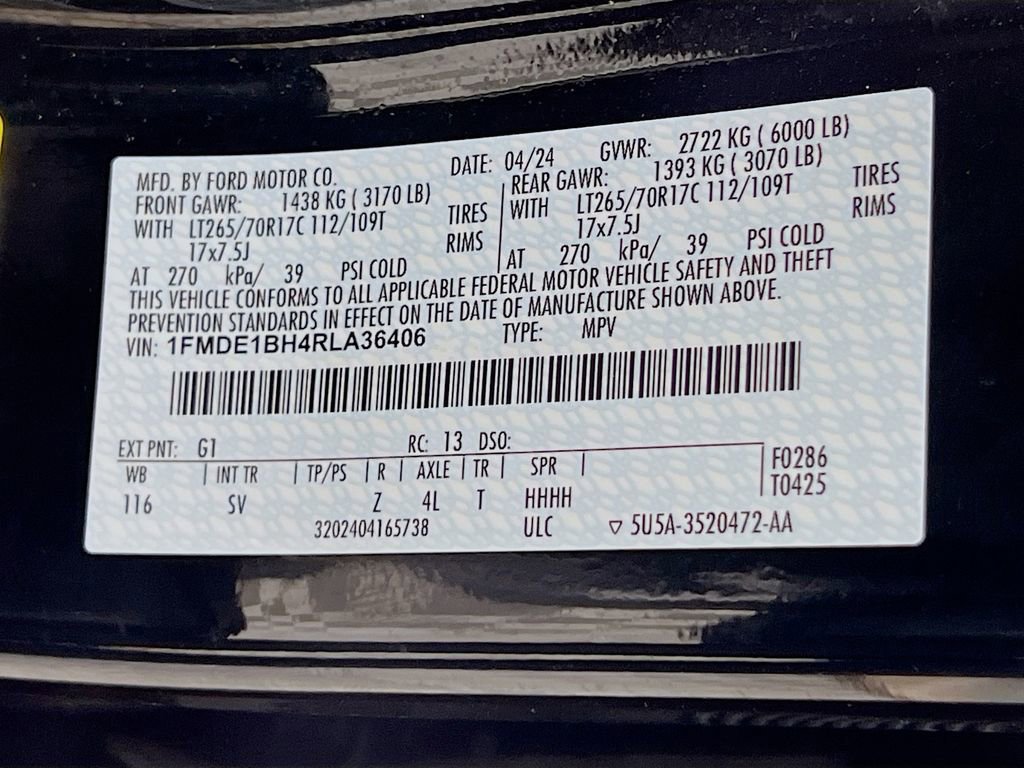 MFD. BY FORD MOTOR CO. DATE: 04/24 GVWR: 2722 KG ( 6000 LB)
FRONT GAWR: 1438 KG ( 3170 LB) REAR GAWR: 1393 KG ( 3070 LB)
WITH LT265/70R17C 112/109T TIRES WITH LT265/70R17C 112/109T TIRES
17x7.5J RIMS 17x7.5J RIMS
AT 270 kPa/ 39 PSI COLD AT 270 kPa/ 39 PSI COLD
THIS VEHICLE CONFORMS TO ALL APPLICABLE FEDERAL MOTOR VEHICLE SAFETY AND THEFT
PREVENTION STANDARDS IN EFFECT ON THE DATE OF MANUFACTURE SHOWN ABOVE.
VIN: 1FMDE1BH4RLA36406 TYPE: MPV
EXT PNT: G1 RC: 13 DSO:
WB | INT TR | TP/PS | R | AXLE | TR | SPR | F0286
116 SV Z 4L T HHHH T0425
3202404165738 ULC ▽ 5U5A-3520472-AA